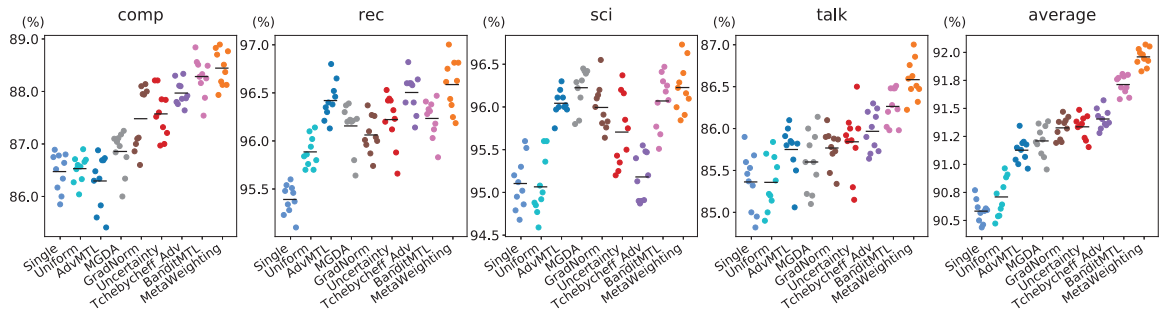 comp
(%)
89.0
88.0
87.0
86.0
Single
Uniform
AdvMTL
MGDA
GradNorm
Uncertainty
Tchebycheff_Adv
BanditMTL
MetaWeighting
rec
(%)
97.0
96.5
96.0
95.5
Single
Uniform
AdvMTL
MGDA
GradNorm
Uncertainty
Tchebycheff_Adv
BanditMTL
MetaWeighting
sci
(%)
96.5
96.0
95.5
95.0
94.5
Single
Uniform
AdvMTL
MGDA
GradNorm
Uncertainty
Tchebycheff_Adv
BanditMTL
MetaWeighting
talk
(%)
87.0
86.5
86.0
85.5
85.0
Single
Uniform
AdvMTL
MGDA
GradNorm
Uncertainty
Tchebycheff_Adv
BanditMTL
MetaWeighting
average
(%)
92.0
91.8
91.5
91.2
91.0
90.8
90.5
Single
Uniform
AdvMTL
MGDA
GradNorm
Uncertainty
Tchebycheff_Adv
BanditMTL
MetaWeighting